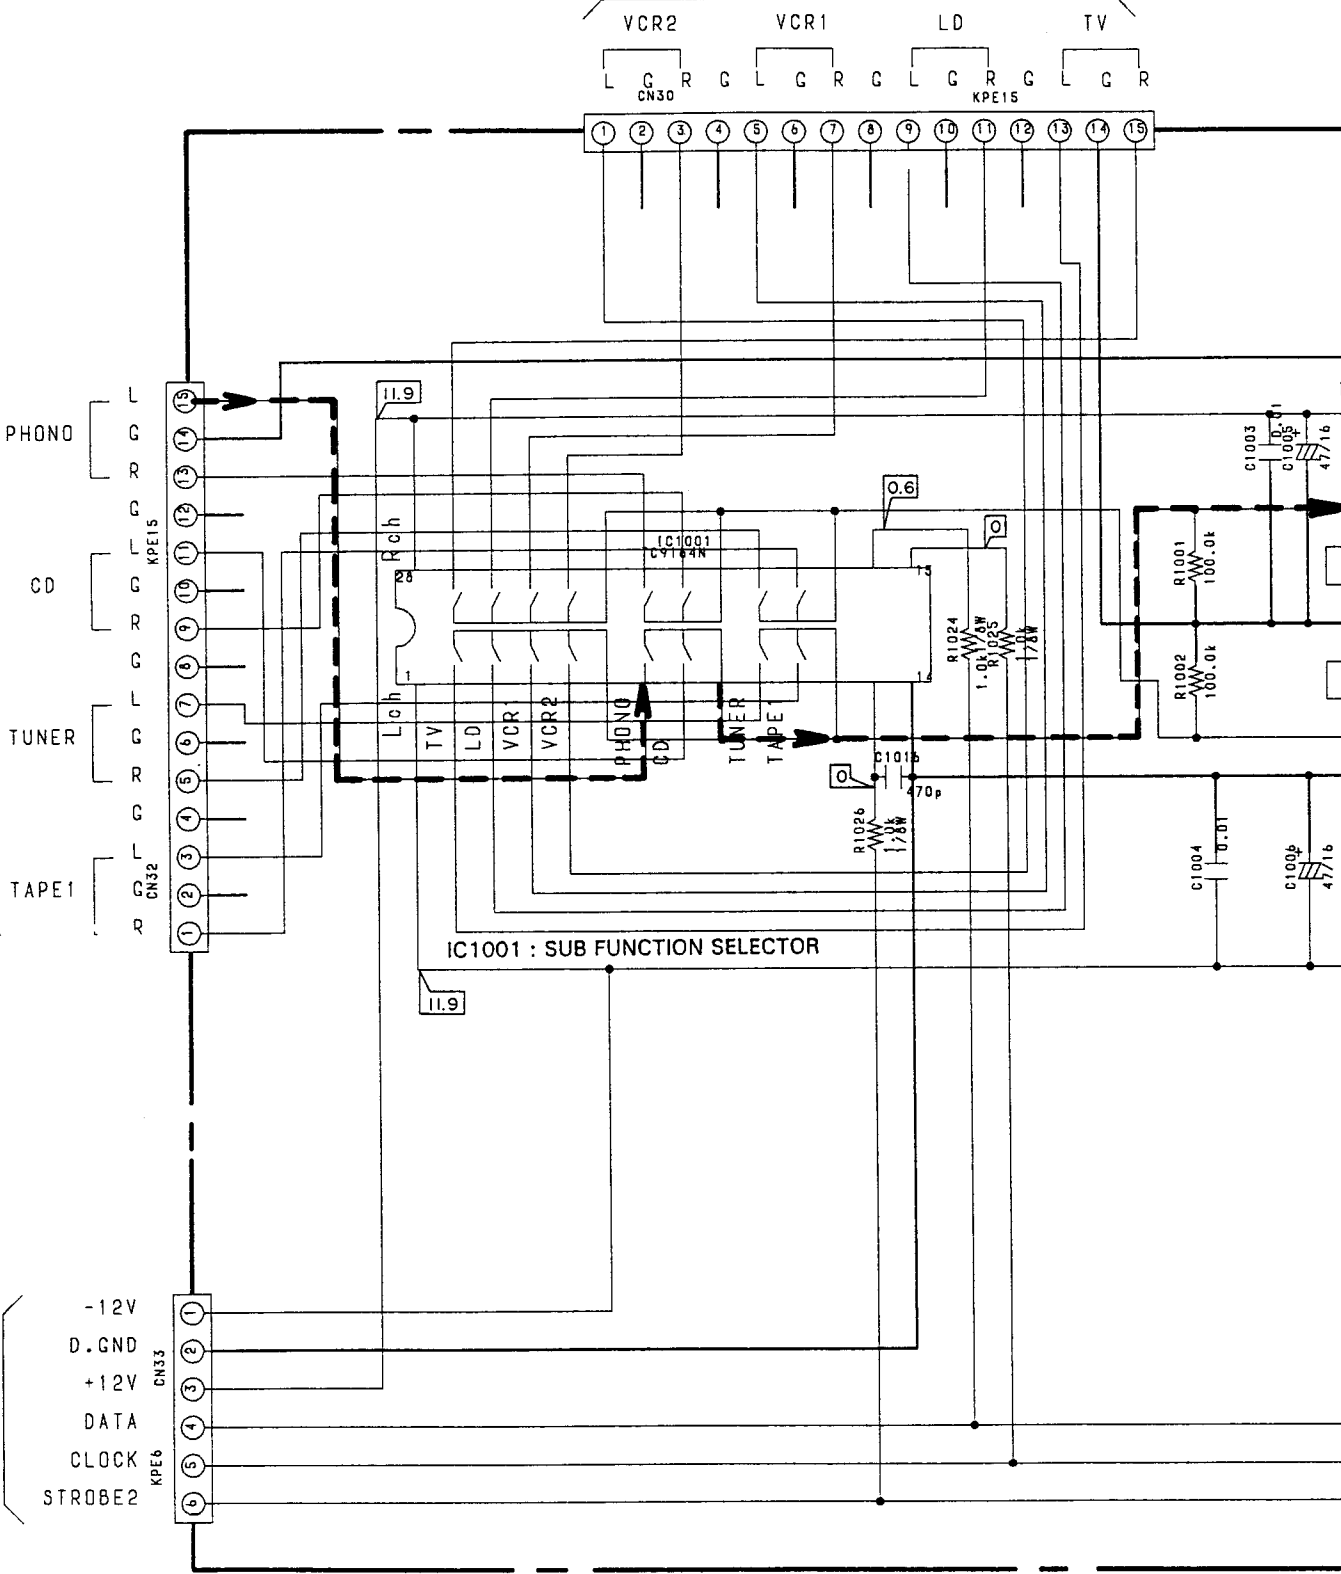 VCR2 VCR1 LD TV
L G R G L G R G L G R G L G R
CN30 KPE15
1 2 3 4 5 6 7 8 9 10 11 12 13 14 15
11.9
L 15
PHONO G 14
R 13
G 12
KPE15
L 11
CD G 10
R 9
G 8
L 7
TUNER G 6
R 5
G 4
L 3
TAPE1 G 2
CN32
R 1
Rch
Lch
IC1001
28
15
1
14
0.6
0
TV
LD
VCR1
VCR2
PHONO
CD
TUNER
TAPE1
R1024
1.0k 1/8W
R1025
1.0k
1/8W
R1001
100.0k
R1002
100.0k
C1003
0.01
C1005
+
47/16
0
C1016
470p
R1026
1.0k
1/8W
C1004
0.01
C1006
+
47/16
IC1001 : SUB FUNCTION SELECTOR
11.9
-12V 1
D.GND 2
CN33
+12V 3
DATA 4
CLOCK 5
KPE6
STROBE2 6